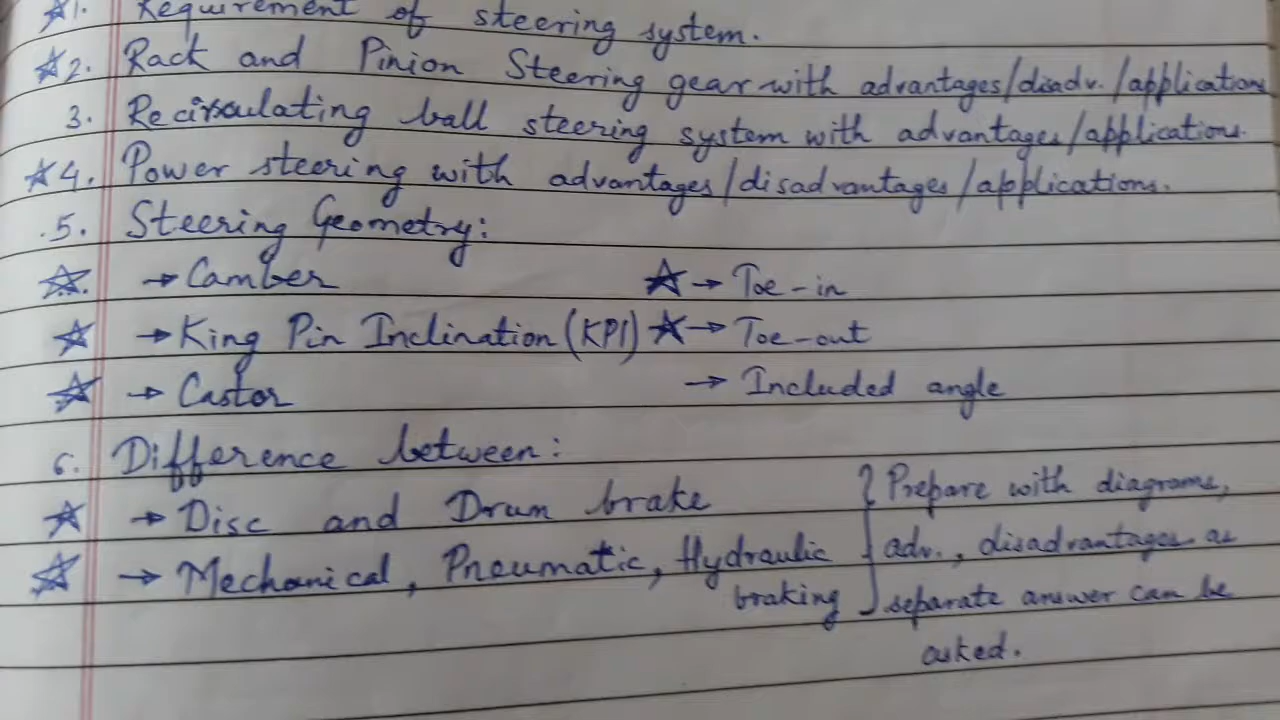 ☆1. Requirement of steering system.
☆2. Rack and Pinion Steering gear with advantages/disadv./applications
3. Recirculating ball steering system with advantages/applications.
☆4. Power steering with advantages/disadvantages/applications.
.5. Steering Geometry:
☆ → Camber ☆ → Toe-in
☆ → King Pin Inclination (KPI) ☆ → Toe-out
☆ → Castor → Included angle
6. Difference between:
☆ → Disc and Drum brake
☆ → Mechanical, Pneumatic, Hydraulic
braking
Prepare with diagrams,
adv., disadvantages as
separate answer can be
asked.